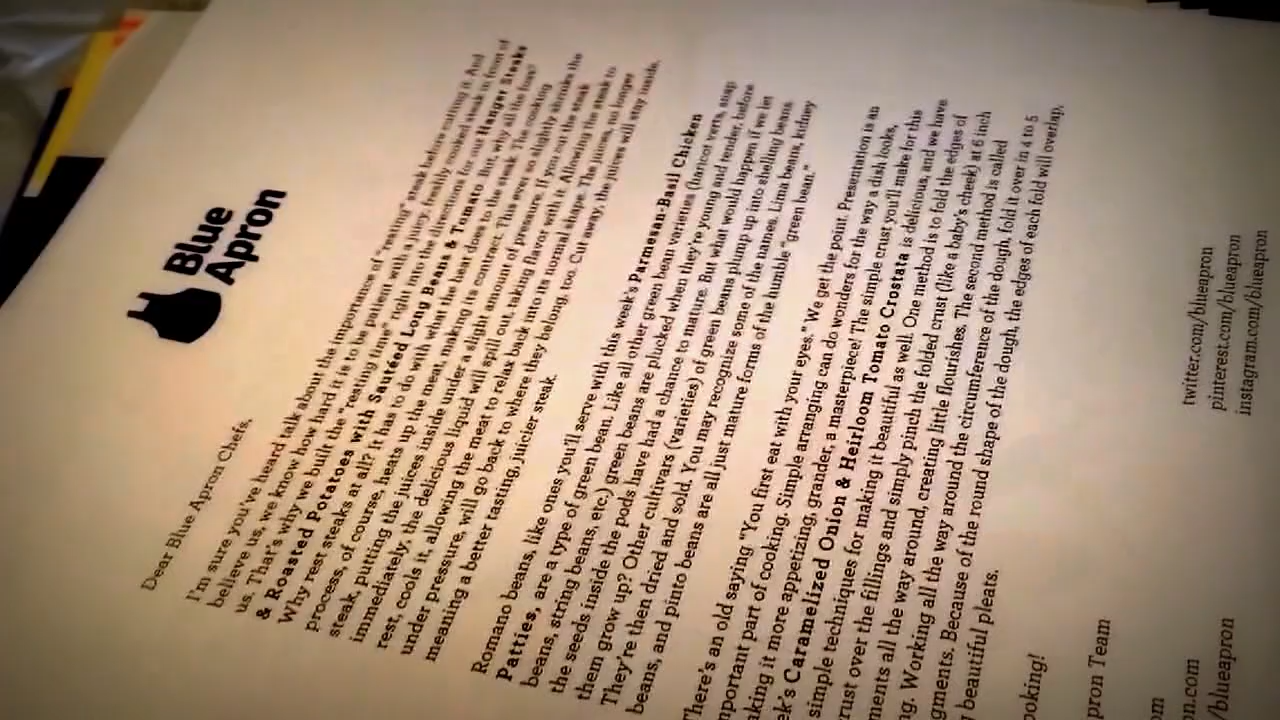 Blue
Apron
Dear Blue Apron Chefs,
I'm sure you've heard talk about the importance of "resting" steak before cutting it. And
believe us, we know how hard it is to be patient with a juicy, freshly cooked steak in front of
us. That's why we built the "resting time" right into the directions for our Hanger Steaks
& Roasted Potatoes with Sautéed Long Beans & Tomato. But, why all the fuss?
Why rest steaks at all? It has to do with what the heat does to the steak. The cooking
process, of course, heats up the meat, making its contract. This ever so slightly shrinks the
steak, putting the juices inside under a slight amount of pressure. If you cut the steak
immediately, the delicious liquid will spill out, taking flavor with it. Allowing the steak to
rest, cools it, allowing the meat to relax back into its normal shape. The juices, no longer
under pressure, will go back to where they belong, too. Cut away, the juices will stay inside,
meaning a better tasting, juicier steak.
Romano beans, like ones you'll serve with this week's Parmesan-Basil Chicken
Patties, are a type of green bean. Like all other green bean varieties (haricot verts, snap
beans, string beans, etc.) green beans are plucked when they're young and tender, before
the seeds inside the pods have had a chance to mature. But what would happen if we let
them grow up? Other cultivars (varieties) of green beans plump up into shelling beans
They're then dried and sold. You may recognize some of the names. Lima beans, kidney
beans, and pinto beans are all just mature forms of the humble "green bean."
There's an old saying "You first eat with your eyes." We get the point. Presentation is an
mportant part of cooking. Simple arranging can do wonders for the way a dish looks,
aking it more appetizing, grander, a masterpiece! The simple crust you'll make for this
ek's Caramelized Onion & Heirloom Tomato Crostata is delicious, and we have
simple techniques for making it beautiful as well. One method is to fold the edges of
rust over the fillings and simply pinch the folded crust (like a baby's cheek) at 6 inch
ments all the way around, creating little flourishes. The second method is called
ng. Working all the way around the circumference of the dough, fold it over in 4 to 5
gments. Because of the round shape of the dough, the edges of each fold will overlap,
g beautiful pleats.
ooking!
pron Team
m
n.com
/blueapron
twitter.com/blueapron
pinterest.com/blueapron
instagram.com/blueapron